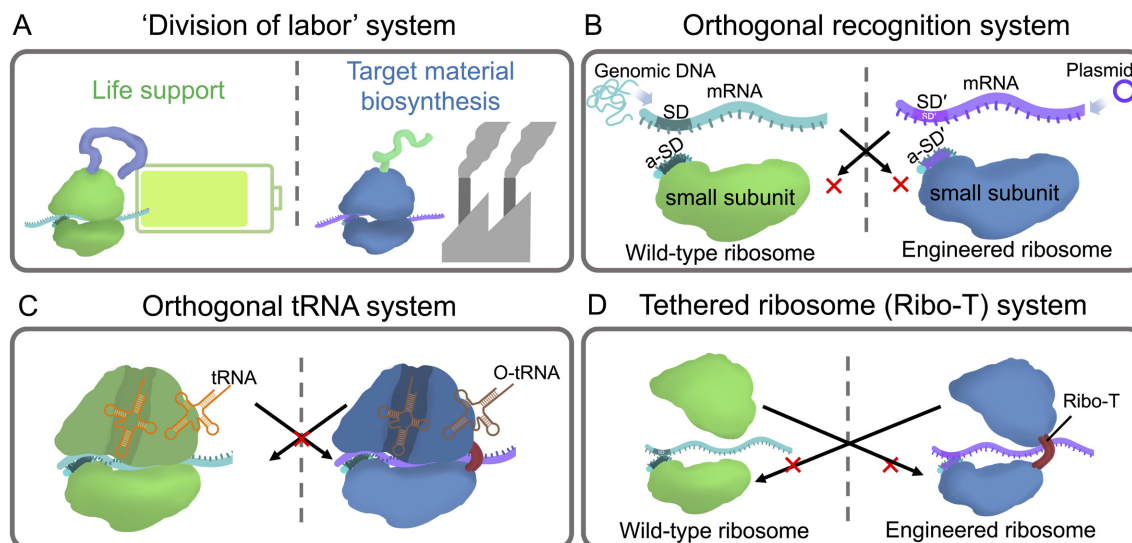 A
‘Division of labor’ system
Life support
Target material
biosynthesis
B
Orthogonal recognition system
Genomic DNA
mRNA
SD
a-SD
small subunit
Wild-type ribosome
Plasmid
mRNA
SD′
SD′
a-SD′
small subunit
Engineered ribosome
C
Orthogonal tRNA system
tRNA
O-tRNA
D
Tethered ribosome (Ribo-T) system
Ribo-T
Wild-type ribosome
Engineered ribosome